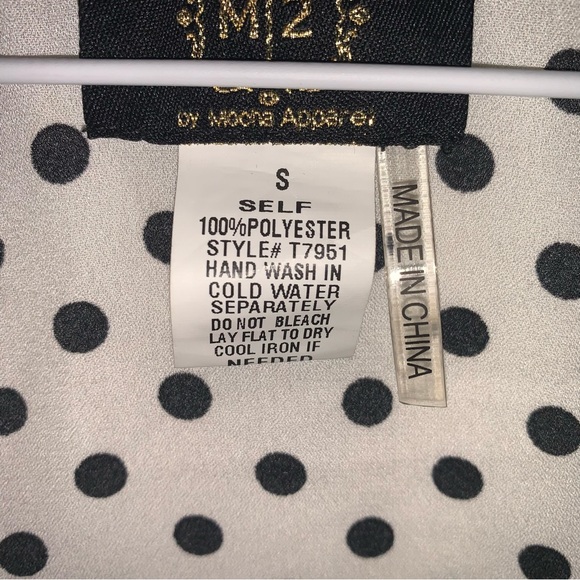 M|2
by Mocha Apparel
S
SELF
100%POLYESTER
STYLE# T7951
HAND WASH IN
COLD WATER
SEPARATELY
DO NOT BLEACH
LAY FLAT TO DRY
COOL IRON IF
NEEDED
MADE IN CHINA